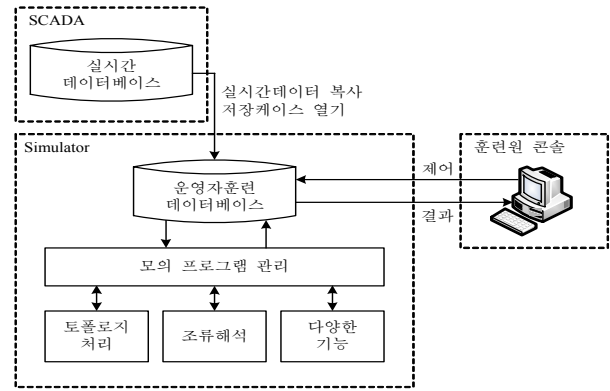 SCADA
실시간
데이터베이스
실시간데이터 복사
저장케이스 열기
Simulator
훈련원 콘솔
운영자훈련
데이터베이스
제어
결과
모의 프로그램 관리
토폴로지
처리
조류해석
다양한
기능